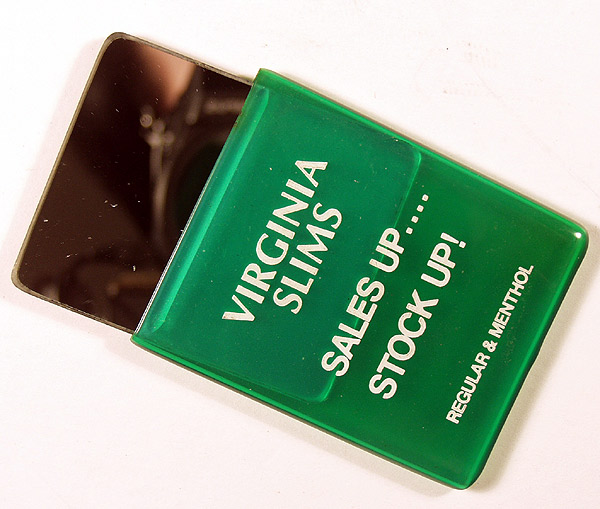 VIRGINIA
SLIMS
SALES UP....
STOCK UP!
REGULAR & MENTHOL